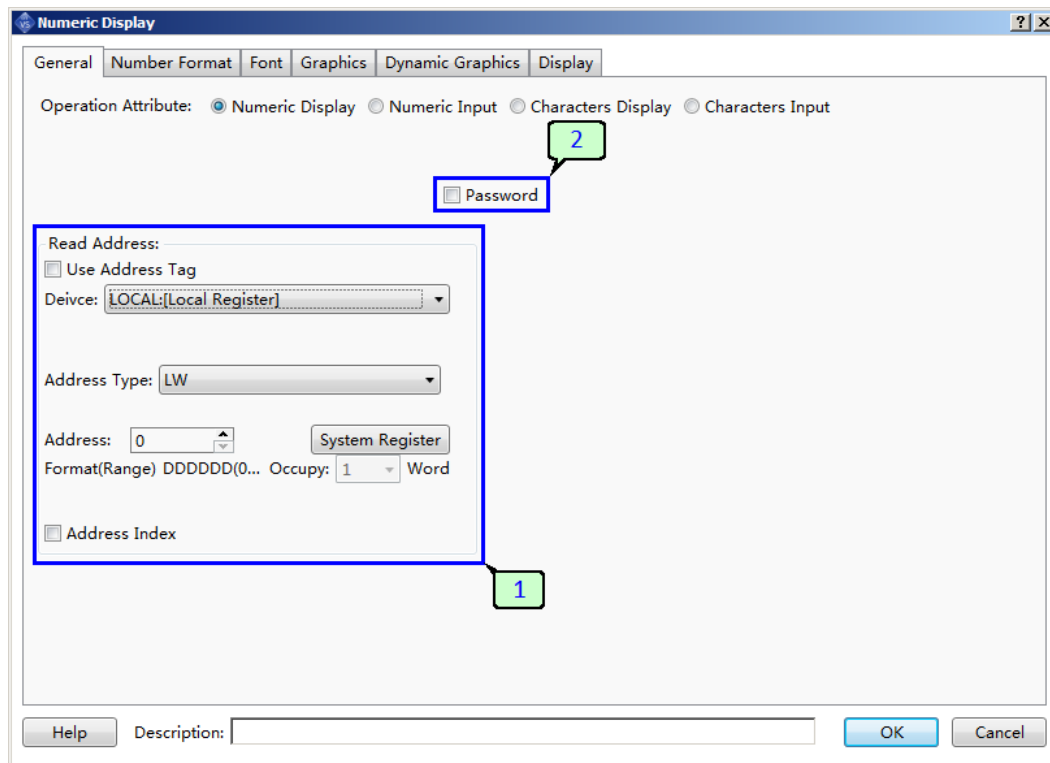 VS Numeric Display ? X
General Number Format Font Graphics Dynamic Graphics Display
Operation Attribute: Numeric Display Numeric Input Characters Display Characters Input
2
Password
Read Address:
Use Address Tag
Deivce: LOCAL:[Local Register]
Address Type: LW
Address: 0 System Register
Format(Range) DDDDDD(0... Occupy: 1 Word
Address Index
1
Help Description: OK Cancel